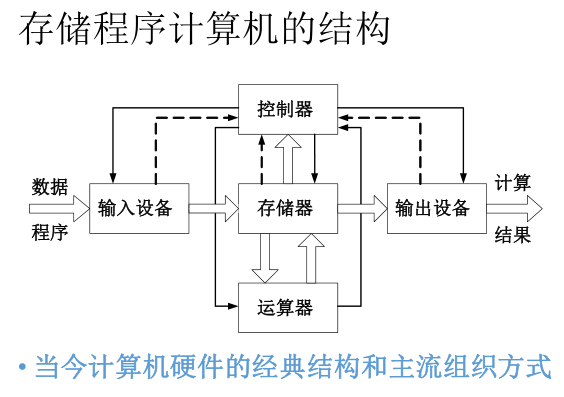 存储程序计算机的结构
控制器
数据
程序
输入设备
存储器
输出设备
计算
结果
运算器
• 当今计算机硬件的经典结构和主流组织方式